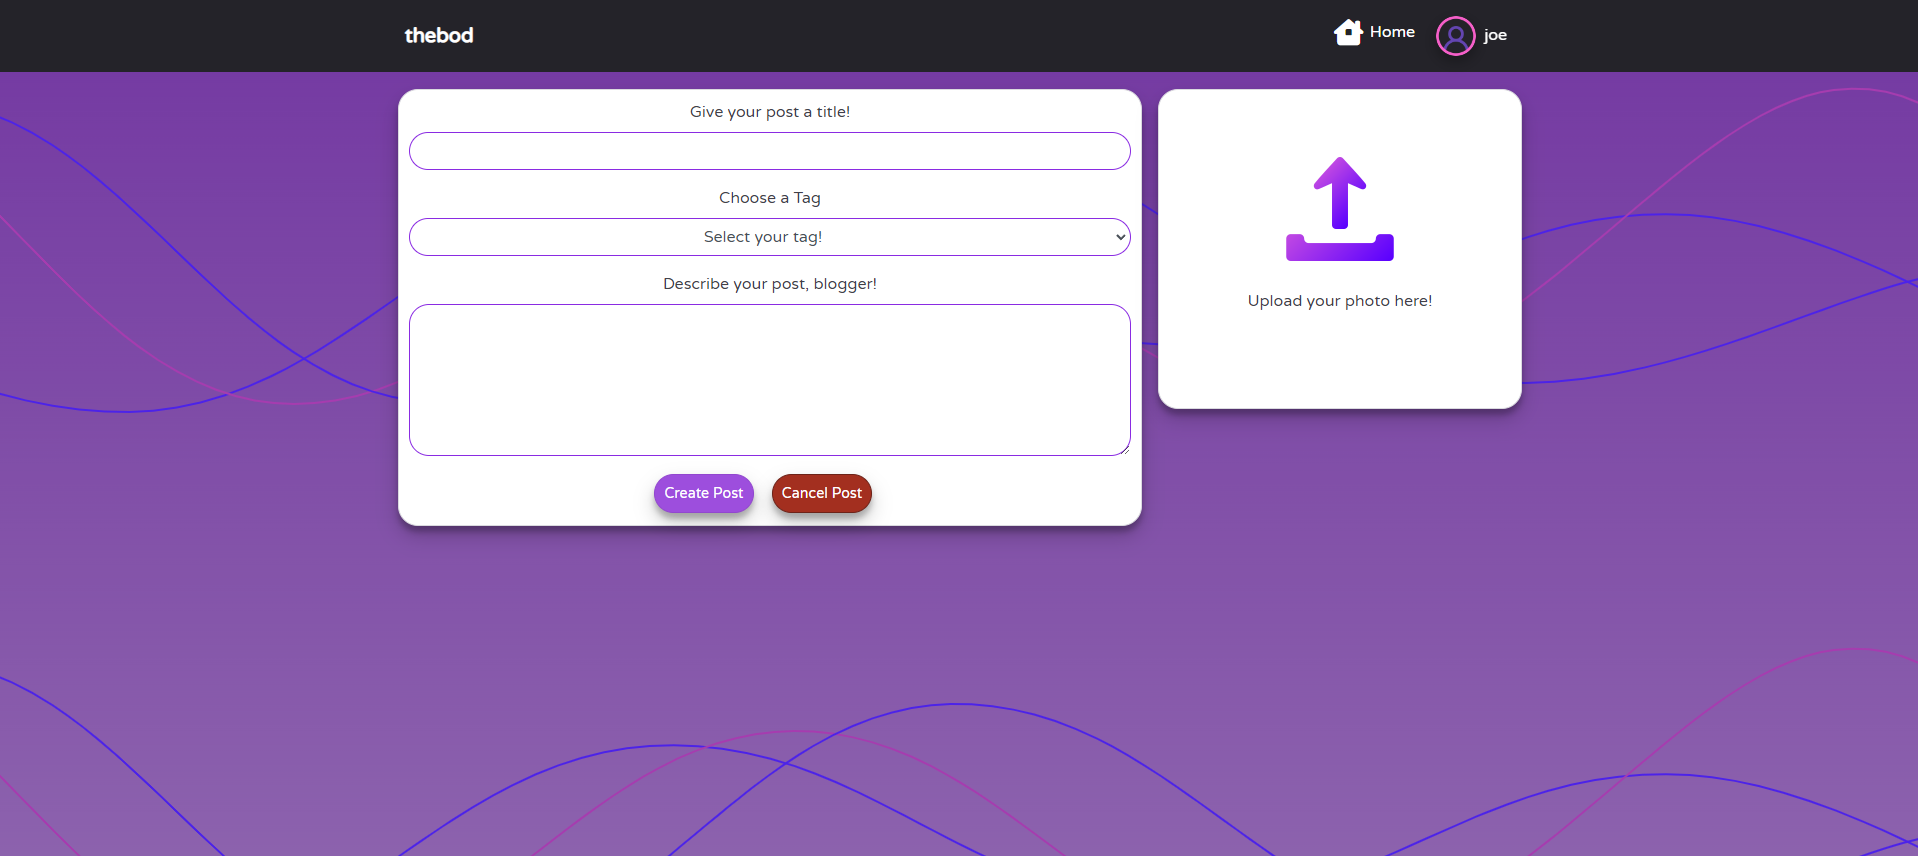 thebod
Home
joe
Give your post a title!
Choose a Tag
Select your tag!
Describe your post, blogger!
Create Post
Cancel Post
Upload your photo here!